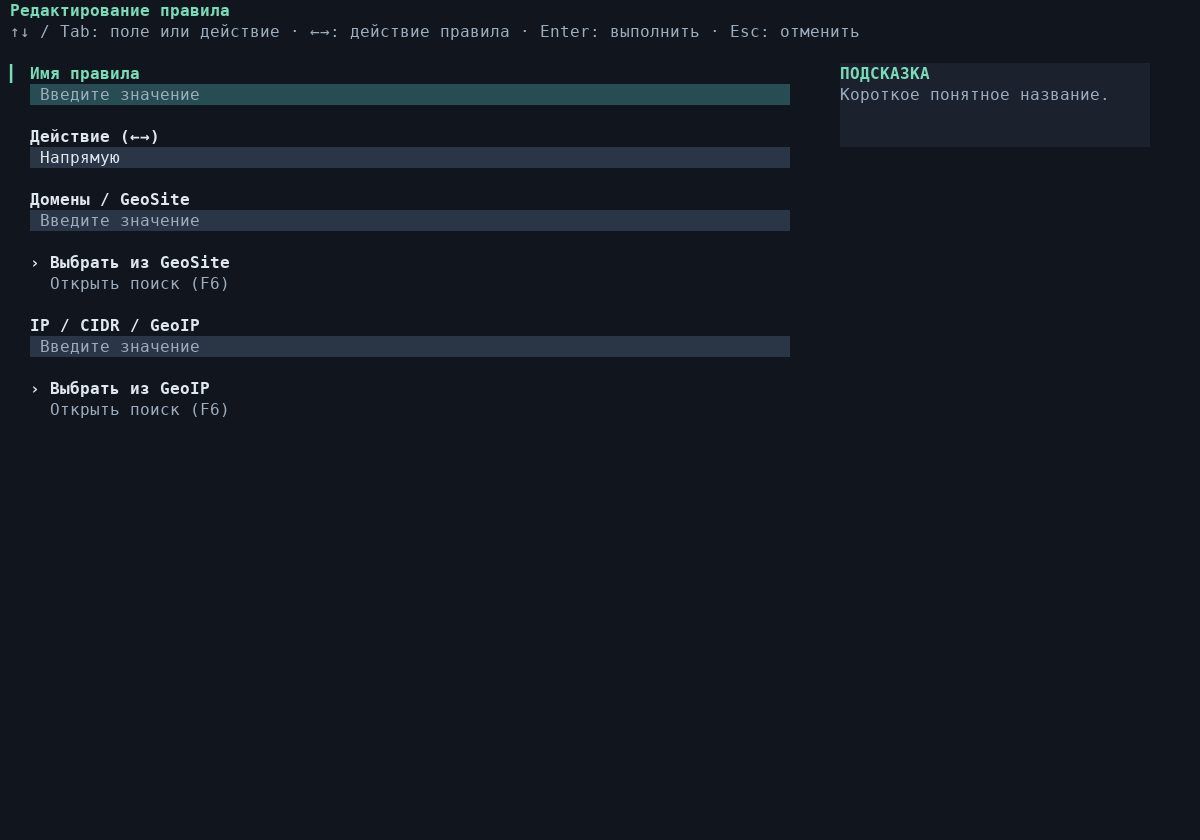 Редактирование правила
↑↓ / Tab: поле или действие · ←→: действие правила · Enter: выполнить · Esc: отменить
Имя правила
Введите значение
Действие (←→)
Напрямую
Домены / GeoSite
Введите значение
› Выбрать из GeoSite
Открыть поиск (F6)
IP / CIDR / GeoIP
Введите значение
› Выбрать из GeoIP
Открыть поиск (F6)
ПОДСКАЗКА
Короткое понятное название.